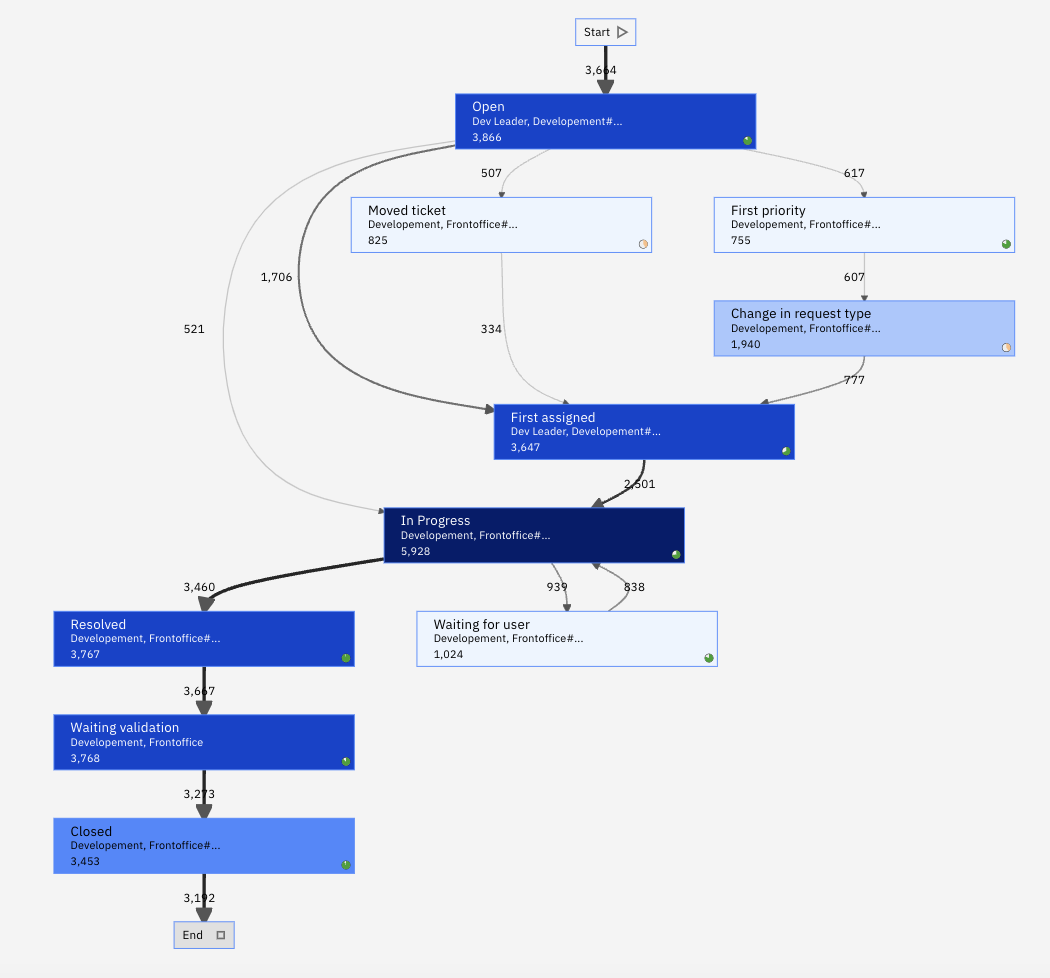 Start
3,664
Open
Dev Leader, Developement#...
3,866
507
617
Moved ticket
Developement, Frontoffice#...
825
First priority
Developement, Frontoffice#...
755
1,706
607
521
334
Change in request type
Developement, Frontoffice#...
1,940
777
First assigned
Dev Leader, Developement#...
3,647
2,501
In Progress
Developement, Frontoffice#...
5,928
3,460
939
838
Resolved
Developement, Frontoffice#...
3,767
Waiting for user
Developement, Frontoffice#...
1,024
3,667
Waiting validation
Developement, Frontoffice
3,768
3,273
Closed
Developement, Frontoffice#...
3,453
3,192
End